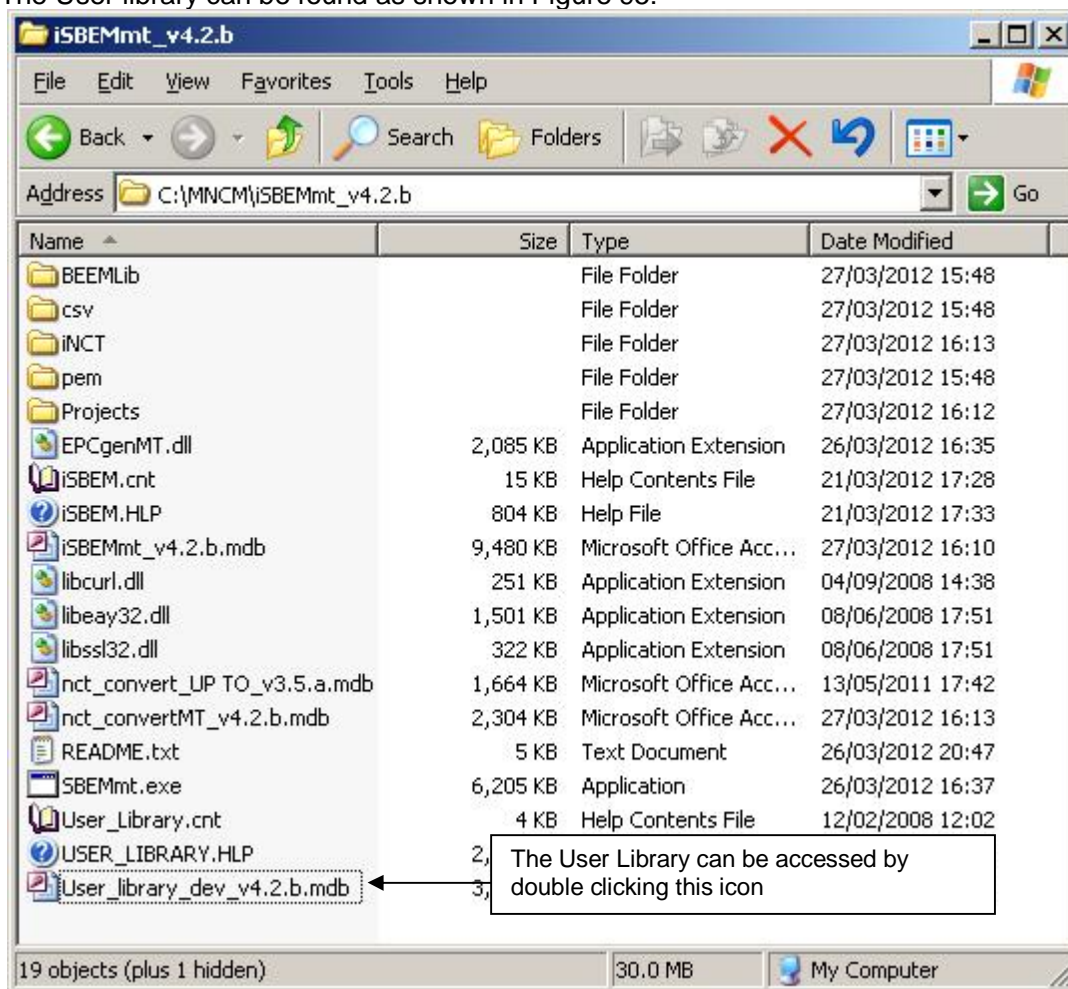 The User library can be found as shown in Figure
iSBEMmt_v4.2.b
File Edit View Favorites Tools Help
Back Search Folders
Address C:\MNCM\iSBEMmt_v4.2.b Go
Name Size Type Date Modified
BEEMLib File Folder 27/03/2012 15:48
csv File Folder 27/03/2012 15:48
iNCT File Folder 27/03/2012 16:13
pem File Folder 27/03/2012 15:48
Projects File Folder 27/03/2012 16:12
EPCgenMT.dll 2,085 KB Application Extension 26/03/2012 16:35
iSBEM.cnt 15 KB Help Contents File 21/03/2012 17:28
iSBEM.HLP 804 KB Help File 21/03/2012 17:33
iSBEMmt_v4.2.b.mdb 9,480 KB Microsoft Office Acc... 27/03/2012 16:10
libcurl.dll 251 KB Application Extension 04/09/2008 14:38
libeay32.dll 1,501 KB Application Extension 08/06/2008 17:51
libssl32.dll 322 KB Application Extension 08/06/2008 17:51
nct_convert_UP TO_v3.5.a.mdb 1,664 KB Microsoft Office Acc... 13/05/2011 17:42
nct_convertMT_v4.2.b.mdb 2,304 KB Microsoft Office Acc... 27/03/2012 16:13
README.txt 5 KB Text Document 26/03/2012 20:47
SBEMmt.exe 6,205 KB Application 26/03/2012 16:37
User_Library.cnt 4 KB Help Contents File 12/02/2008 12:02
USER_LIBRARY.HLP 2,
User_library_dev_v4.2.b.mdb 3,
The User Library can be accessed by
double clicking this icon
19 objects (plus 1 hidden) 30.0 MB My Computer